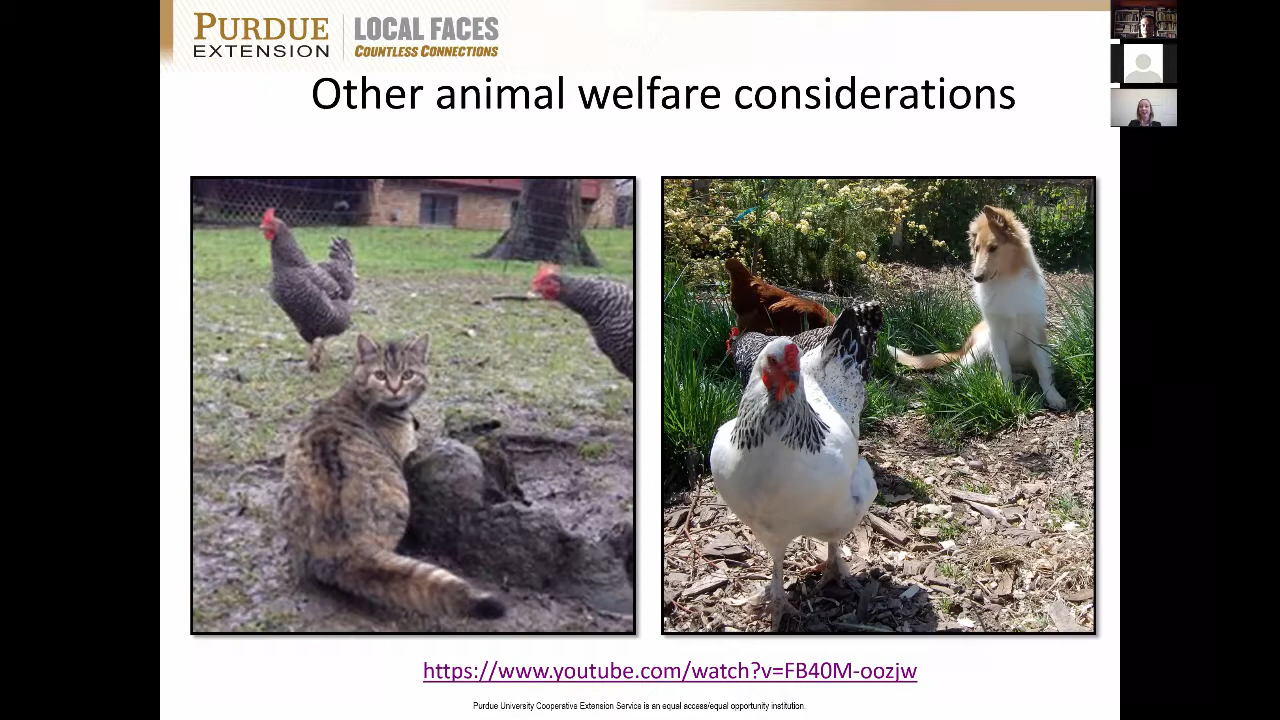 PURDUE
EXTENSION
LOCAL FACES
COUNTLESS CONNECTIONS
Other animal welfare considerations
https://www.youtube.com/watch?v=FB40M-oozjw
Purdue University Cooperative Extension Service is an equal access/equal opportunity institution.